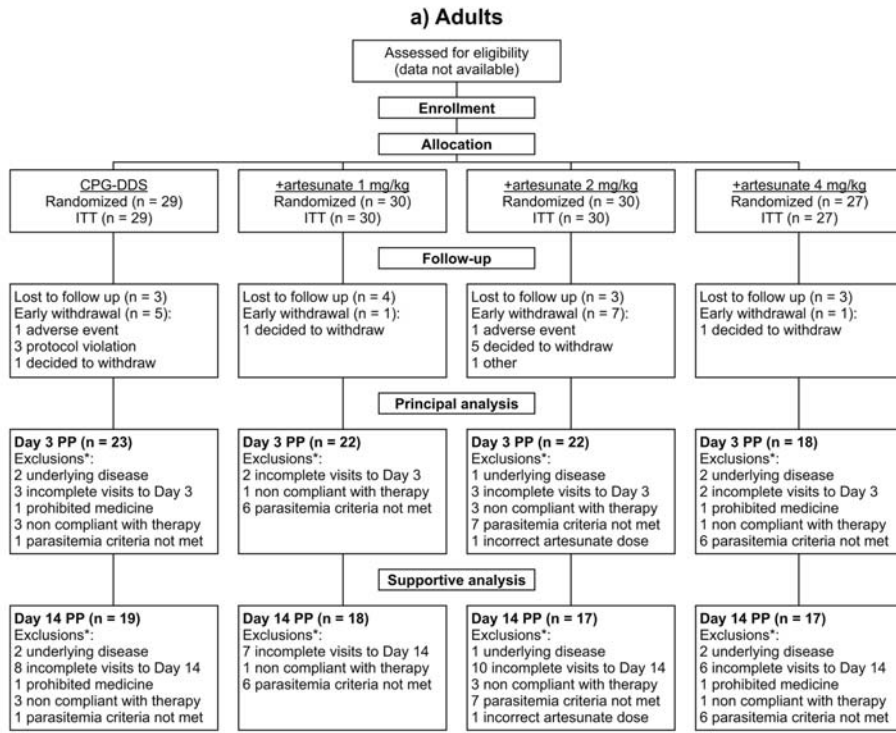 a) Adults
Assessed for eligibility
(data not available)
Enrollment
Allocation
CPG-DDS
Randomized (n = 29)
ITT (n = 29)
+artesunate 1 mg/kg
Randomized (n = 30)
ITT (n = 30)
+artesunate 2 mg/kg
Randomized (n = 30)
ITT (n = 30)
+artesunate 4 mg/kg
Randomized (n = 27)
ITT (n = 27)
Follow-up
Lost to follow up (n = 3)
Early withdrawal (n = 5):
1 adverse event
3 protocol violation
1 decided to withdraw
Lost to follow up (n = 4)
Early withdrawal (n = 1):
1 decided to withdraw
Lost to follow up (n = 3)
Early withdrawal (n = 7):
1 adverse event
5 decided to withdraw
1 other
Lost to follow up (n = 3)
Early withdrawal (n = 1):
1 decided to withdraw
Principal analysis
Day 3 PP (n = 23)
Exclusions*:
2 underlying disease
3 incomplete visits to Day 3
1 prohibited medicine
3 non compliant with therapy
1 parasitemia criteria not met
Day 3 PP (n = 22)
Exclusions*:
2 incomplete visits to Day 3
1 non compliant with therapy
6 parasitemia criteria not met
Day 3 PP (n = 22)
Exclusions*:
1 underlying disease
3 incomplete visits to Day 3
3 non compliant with therapy
7 parasitemia criteria not met
1 incorrect artesunate dose
Day 3 PP (n = 18)
Exclusions*:
2 underlying disease
2 incomplete visits to Day 3
1 prohibited medicine
1 non compliant with therapy
6 parasitemia criteria not met
Supportive analysis
Day 14 PP (n = 19)
Exclusions*:
2 underlying disease
8 incomplete visits to Day 14
1 prohibited medicine
3 non compliant with therapy
1 parasitemia criteria not met
Day 14 PP (n = 18)
Exclusions*:
7 incomplete visits to Day 14
1 non compliant with therapy
6 parasitemia criteria not met
Day 14 PP (n = 17)
Exclusions*:
1 underlying disease
10 incomplete visits to Day 14
3 non compliant with therapy
7 parasitemia criteria not met
1 incorrect artesunate dose
Day 14 PP (n = 17)
Exclusions*:
2 underlying disease
6 incomplete visits to Day 14
1 prohibited medicine
1 non compliant with therapy
6 parasitemia criteria not met